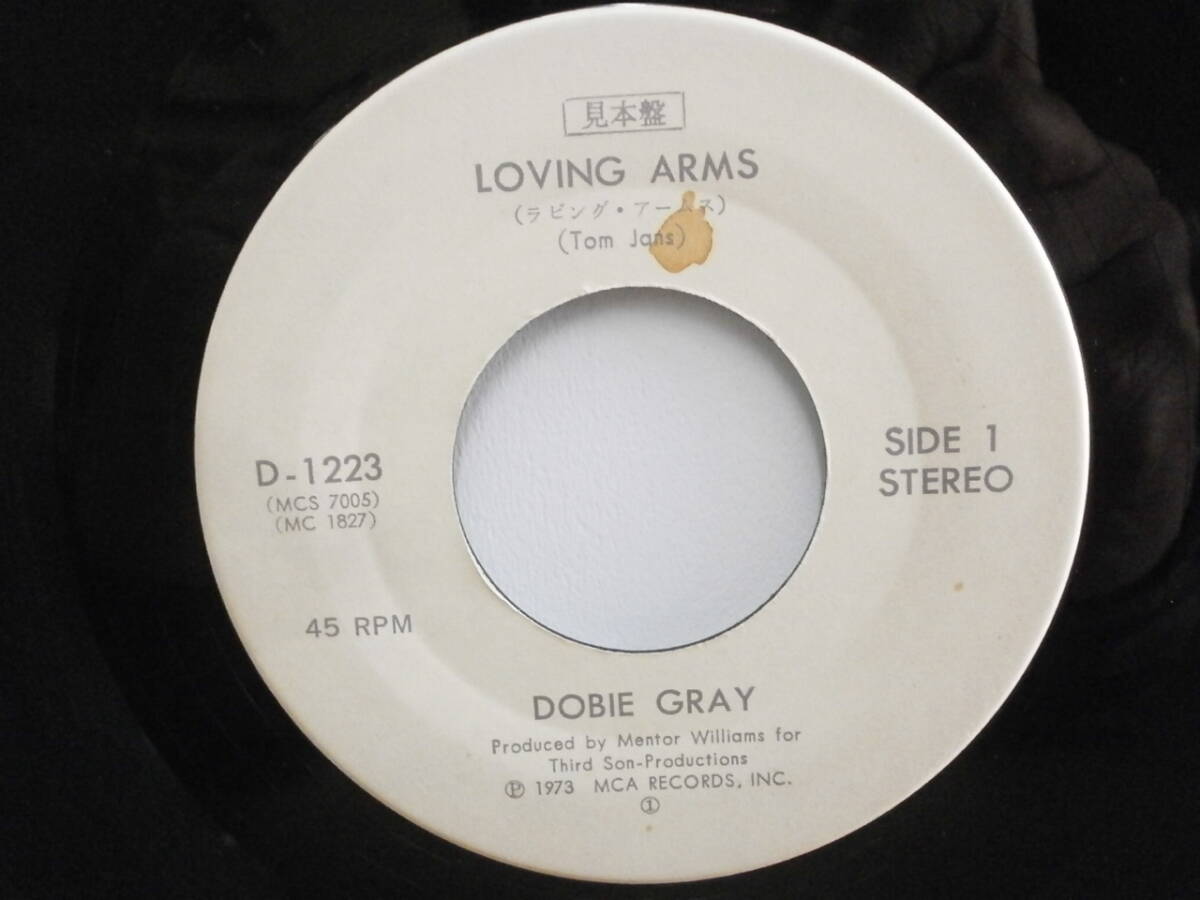 見本盤
LOVING ARMS
(ラビング・アームス)
(Tom Jans)
D-1223
(MCS 7005)
(MC 1827)
SIDE 1
STEREO
45 RPM
DOBIE GRAY
Produced by Mentor Williams for
Third Son-Productions
Ⓟ 1973 MCA RECORDS, INC.
①